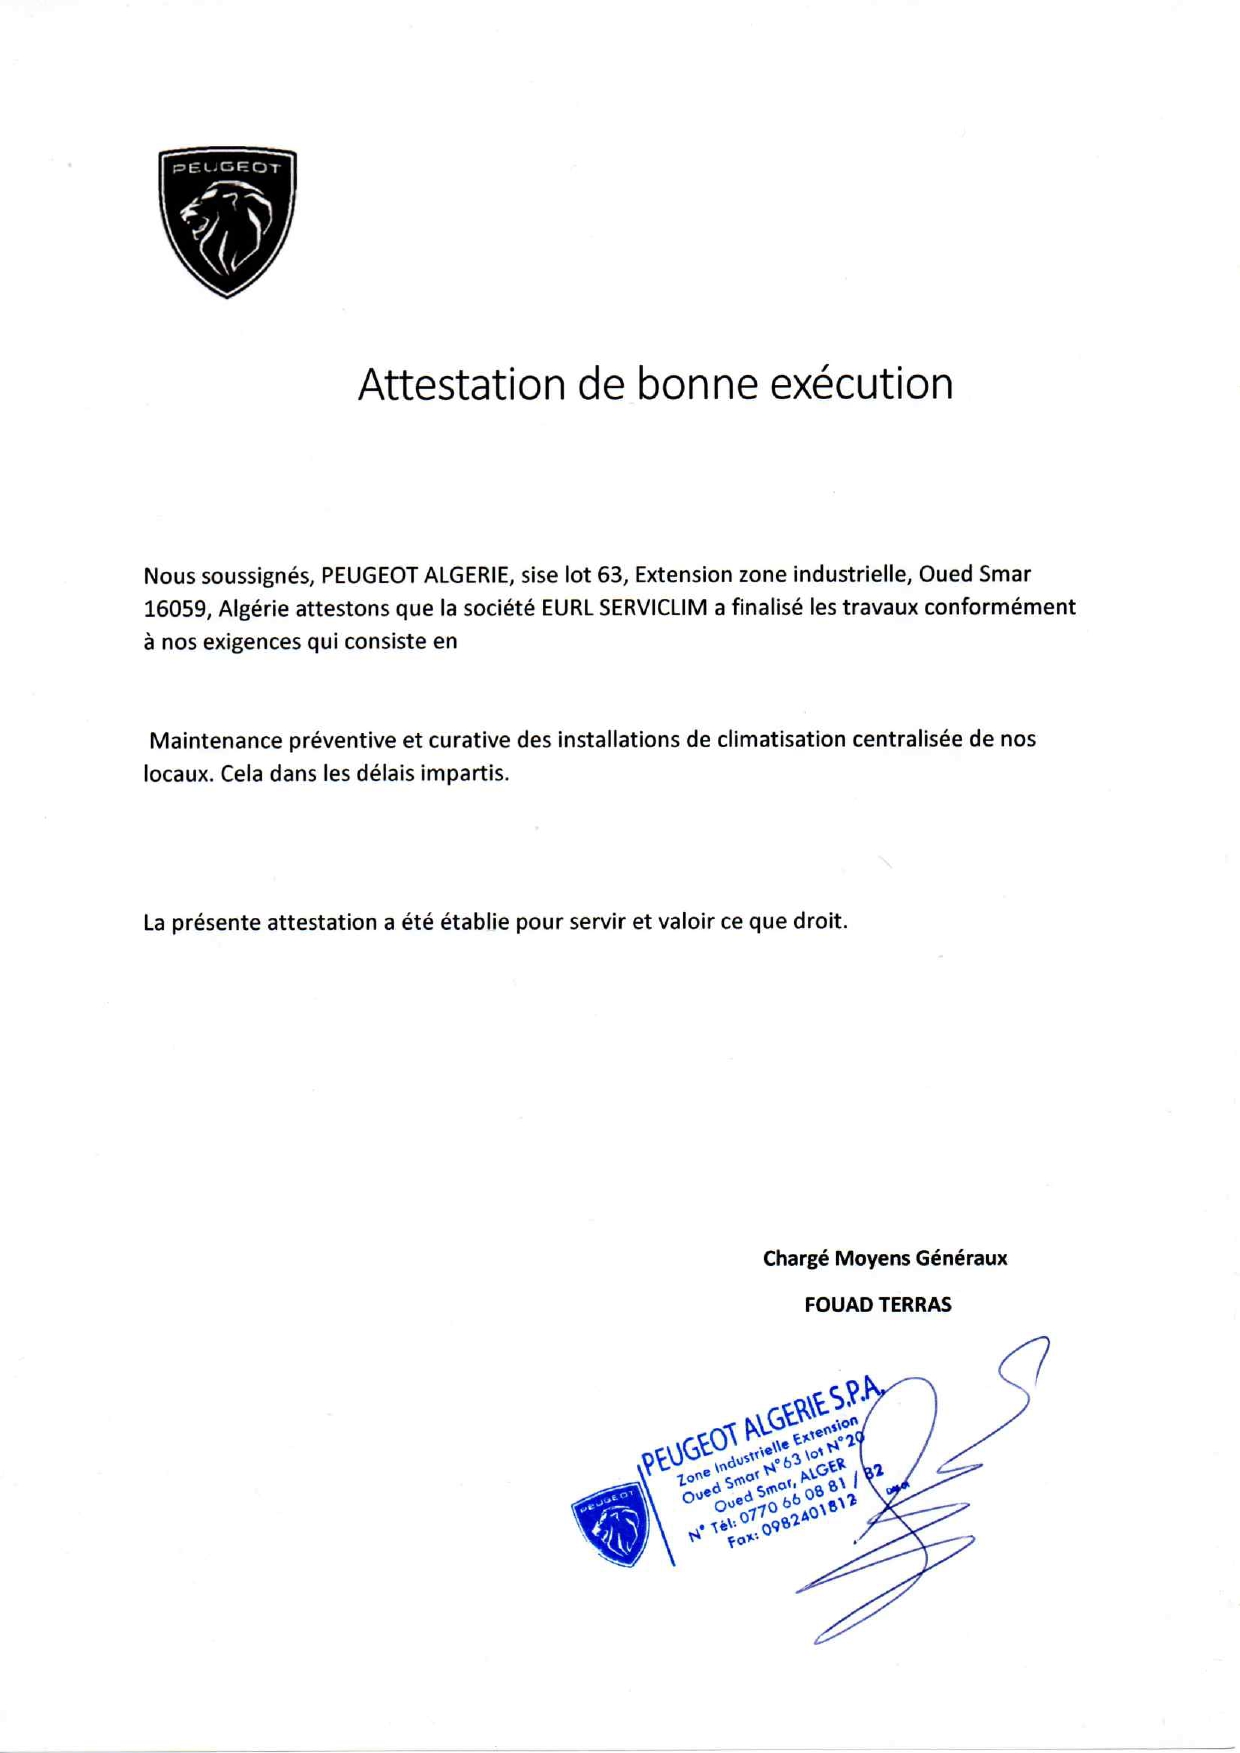 PEUGEOT
Attestation de bonne exécution
Nous soussignés, PEUGEOT ALGERIE, sise lot 63, Extension zone industrielle, Oued Smar
16059, Algérie attestons que la société EURL SERVICLIM a finalisé les travaux conformément
à nos exigences qui consiste en
Maintenance préventive et curative des installations de climatisation centralisée de nos
locaux. Cela dans les délais impartis.
La présente attestation a été établie pour servir et valoir ce que droit.
Chargé Moyens Généraux
FOUAD TERRAS
PEUGEOT ALGERIE S.P.A.
Zone Industrielle Extension
Oued Smar N°63 lot N°20
Oued Smar, ALGER
N° Tél: 0770 66 08 81 / 82
Fax: 0982401812
PEUGEOT